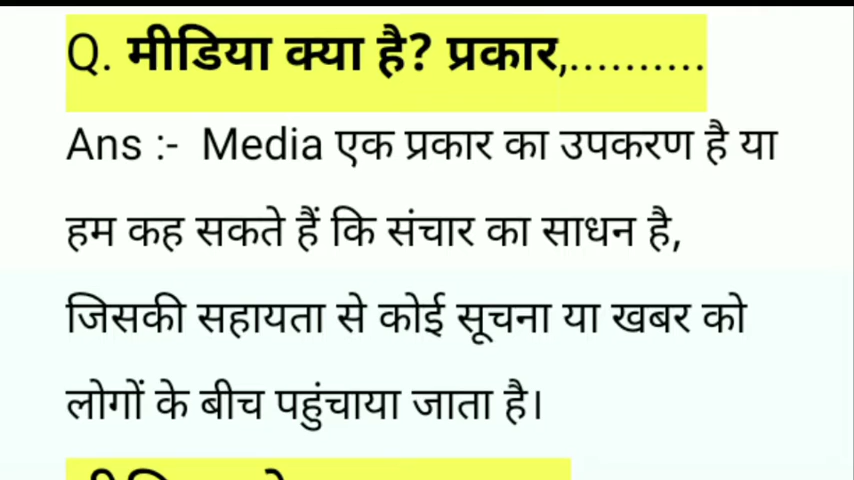 Q. मीडिया क्या है? प्रकार,..........
Ans :- Media एक प्रकार का उपकरण है या
हम कह सकते हैं कि संचार का साधन है,
जिसकी सहायता से कोई सूचना या खबर को
लोगों के बीच पहुंचाया जाता है।